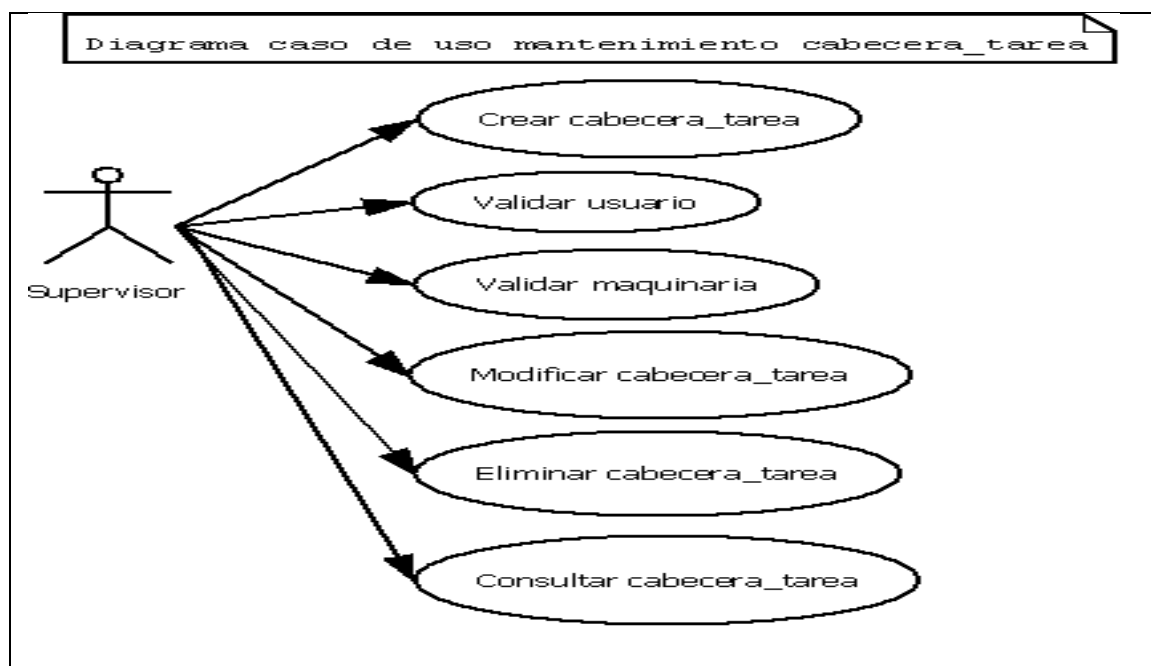 Diagrama caso de uso mantenimiento cabecera_tarea
Crear cabecera_tarea
Validar usuario
Validar maquinaria
Supervisor
Modificar cabecera_tarea
Eliminar cabecera_tarea
Consultar cabecera_tarea